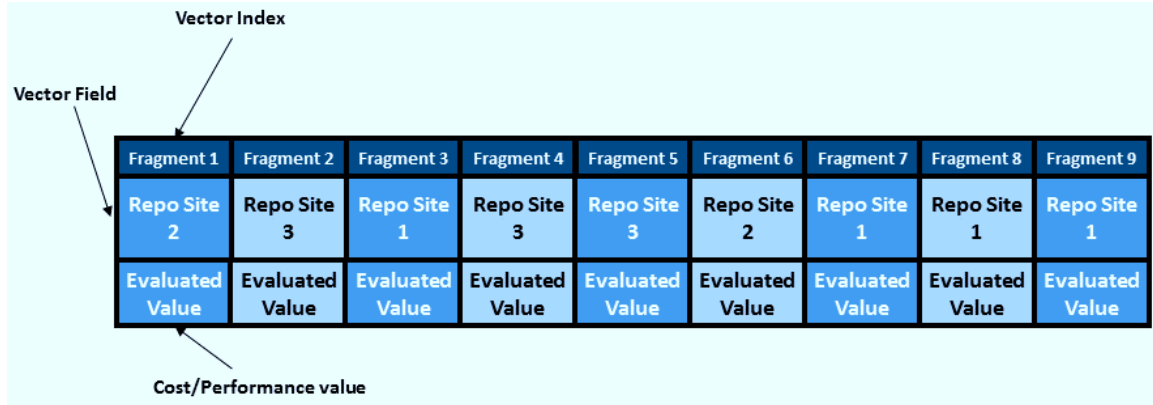 Vector Index
Vector Field
Fragment 1 Fragment 2 Fragment 3 Fragment 4 Fragment 5 Fragment 6 Fragment 7 Fragment 8 Fragment 9
Repo Site Repo Site Repo Site Repo Site Repo Site Repo Site Repo Site Repo Site Repo Site
2 3 1 3 3 2 1 1 1
Evaluated Evaluated Evaluated Evaluated Evaluated Evaluated Evaluated Evaluated Evaluated
Value Value Value Value Value Value Value Value Value
Cost/Performance value